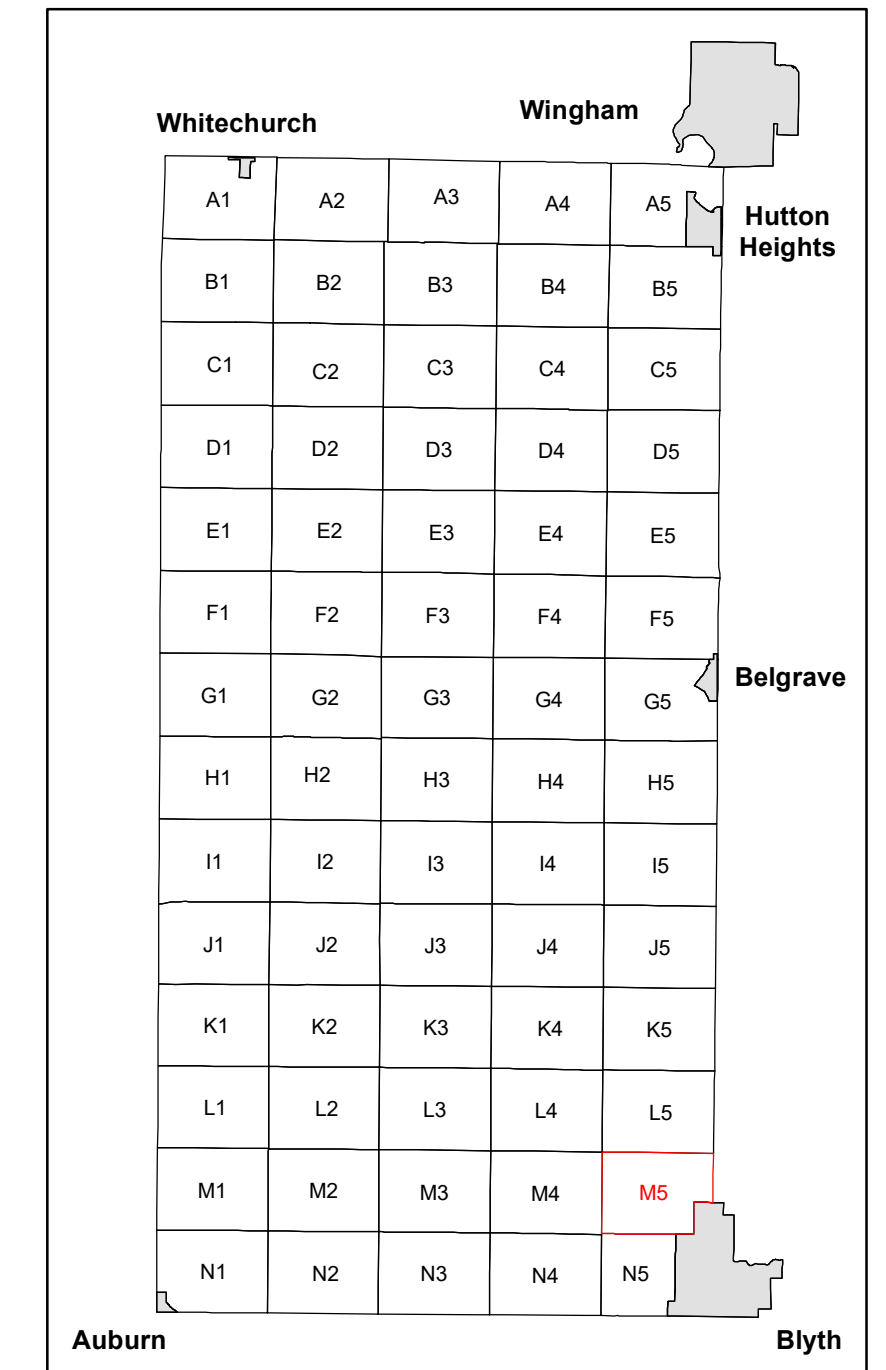 Wingham
Whitechurch
A1 A2 A3 A4 A5
Hutton
Heights
B1 B2 B3 B4 B5
C1 C2 C3 C4 C5
D1 D2 D3 D4 D5
E1 E2 E3 E4 E5
F1 F2 F3 F4 F5
Belgrave
G1 G2 G3 G4 G5
H1 H2 H3 H4 H5
I1 I2 I3 I4 I5
J1 J2 J3 J4 J5
K1 K2 K3 K4 K5
L1 L2 L3 L4 L5
M1 M2 M3 M4 M5
N1 N2 N3 N4 N5
Auburn Blyth